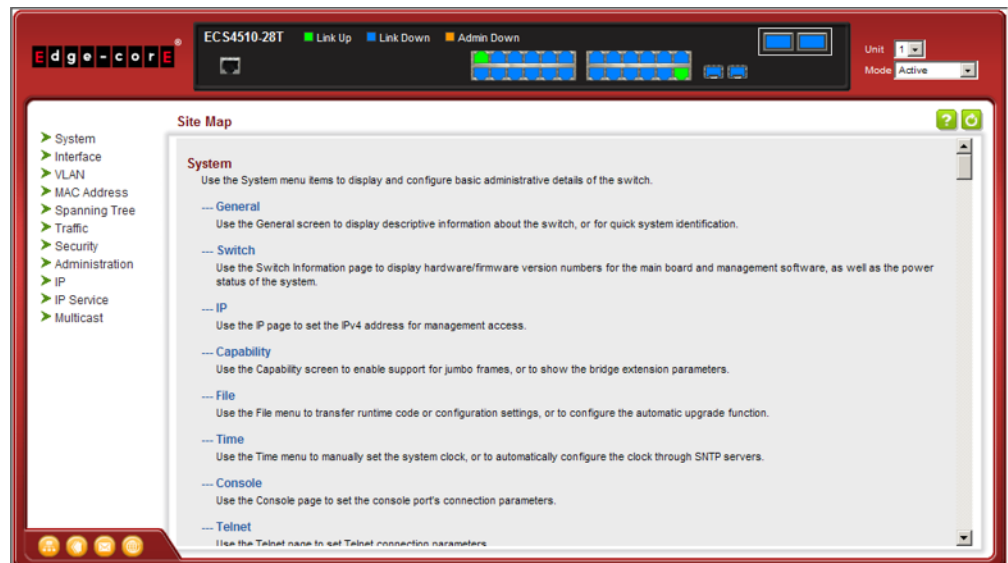 Edge-corE®
ECS4510-28T
Link Up
Link Down
Admin Down
Unit 1
Mode Active
System
Interface
VLAN
MAC Address
Spanning Tree
Traffic
Security
Administration
IP
IP Service
Multicast
Site Map
?
System
Use the System menu items to display and configure basic administrative details of the switch.
--- General
Use the General screen to display descriptive information about the switch, or for quick system identification.
--- Switch
Use the Switch Information page to display hardware/firmware version numbers for the main board and management software, as well as the power
status of the system.
--- IP
Use the IP page to set the IPv4 address for management access.
--- Capability
Use the Capability screen to enable support for jumbo frames, or to show the bridge extension parameters.
--- File
Use the File menu to transfer runtime code or configuration settings, or to configure the automatic upgrade function.
--- Time
Use the Time menu to manually set the system clock, or to automatically configure the clock through SNTP servers.
--- Console
Use the Console page to set the console port's connection parameters.
--- Telnet
Use the Telnet page to set Telnet connection parameters.